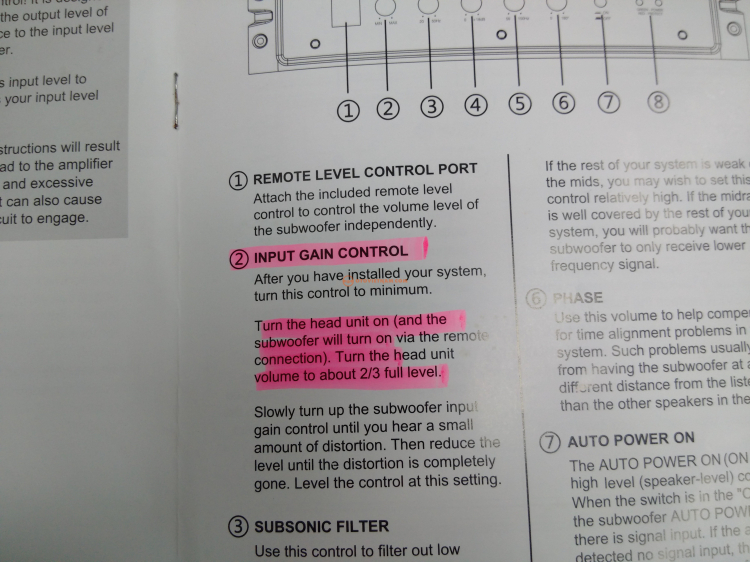 the output level of
ce to the input level
er.
s input level to
your input level
structions will result
ad to the amplifier
and excessive
t can also cause
cuit to engage.
① ② ③ ④ ⑤ ⑥ ⑦ ⑧
① REMOTE LEVEL CONTROL PORT
Attach the included remote level
control to control the volume level of
the subwoofer independently.
② INPUT GAIN CONTROL
After you have installed your system,
turn this control to minimum.
Turn the head unit on (and the
subwoofer will turn on via the remote
connection). Turn the head unit
volume to about 2/3 full level.
Slowly turn up the subwoofer input
gain control until you hear a small
amount of distortion. Then reduce the
level until the distortion is completely
gone. Level the control at this setting.
③ SUBSONIC FILTER
Use this control to filter out low
If the rest of your system is weak
the mids, you may wish to set this
control relatively high. If the midra
is well covered by the rest of your
system, you will probably want th
subwoofer to only receive lower
frequency signal.
⑥ PHASE
Use this volume to help compe
for time alignment problems in
system. Such problems usually
from having the subwoofer at a
different distance from the liste
than the other speakers in the
⑦ AUTO POWER ON
The AUTO POWER ON (ON
high level (speaker-level) co
When the switch is in the "O
the subwoofer AUTO POWE
there is signal input. If the a
detected no signal input, th